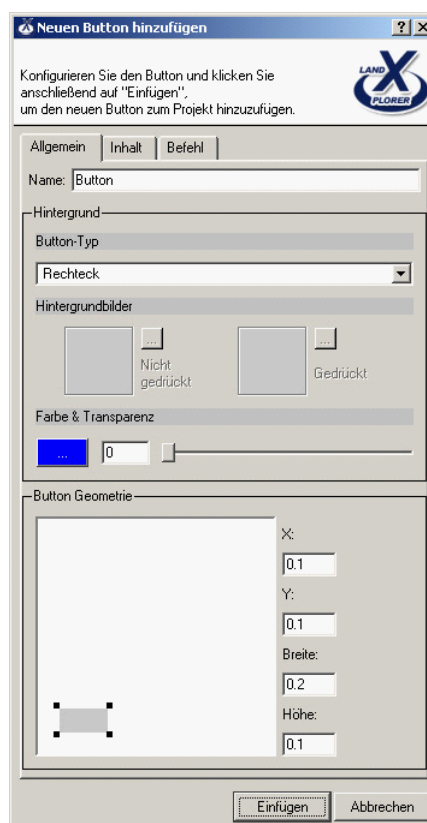 Neuen Button hinzufügen
Konfigurieren Sie den Button und klicken Sie
anschließend auf "Einfügen",
um den neuen Button zum Projekt hinzuzufügen.
LAND
X
PLORER
Allgemein Inhalt Befehl
Name: Button
Hintergrund
Button-Typ
Rechteck
Hintergrundbilder
... ...
Nicht
gedrückt
Gedrückt
Farbe & Transparenz
... 0
Button Geometrie
X:
0.1
Y:
0.1
Breite:
0.2
Höhe:
0.1
Einfügen Abbrechen